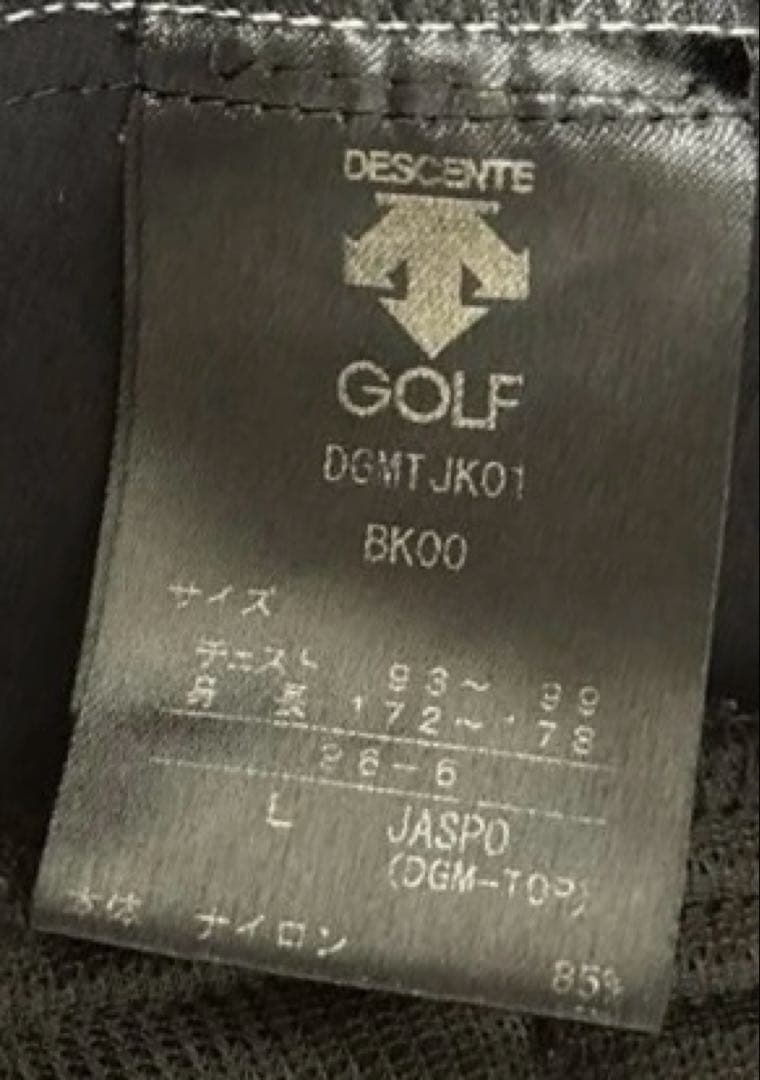 DESCENTE
GOLF
DGMTJK01
BK00
サイズ
チェスト 93~ 99
身 長 172~178
26-6
L JASPO
(DGM-TOP)
本体 ナイロン 85%